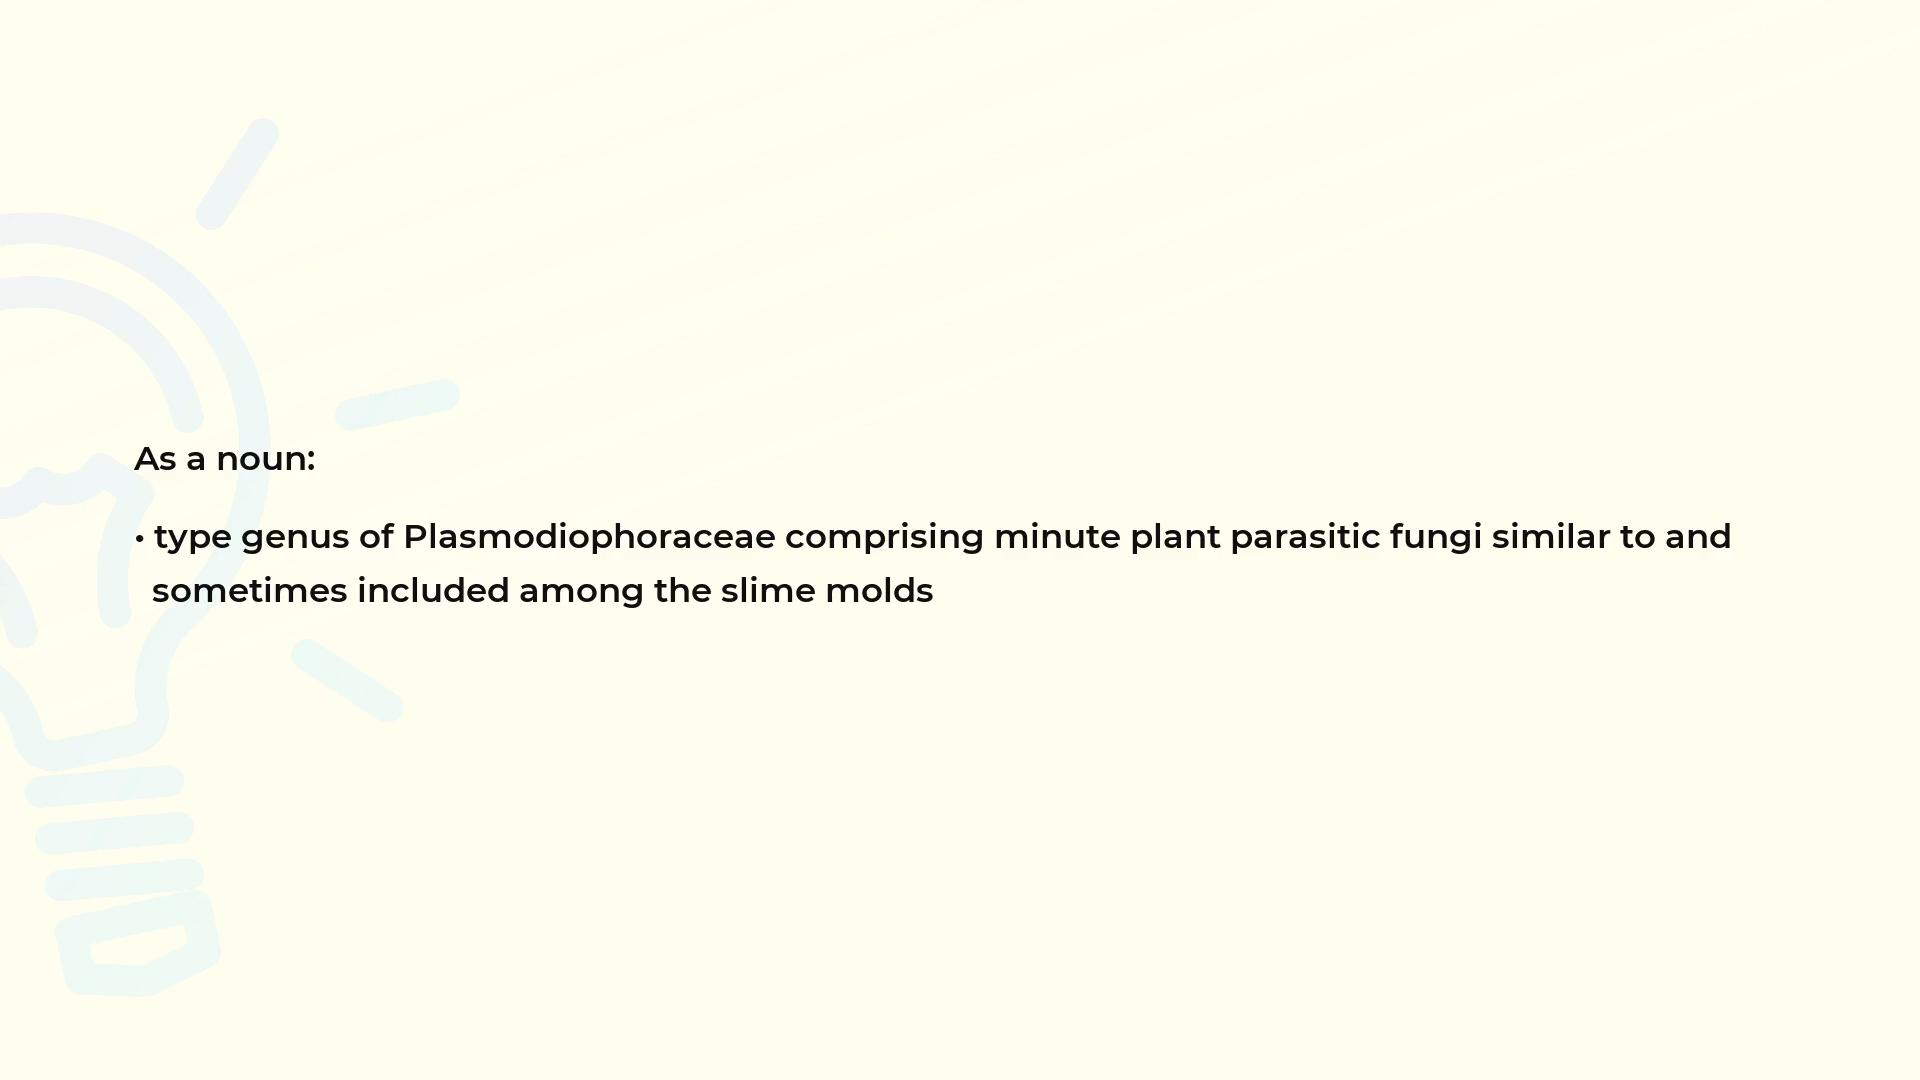 As a noun:
• type genus of Plasmodiophoraceae comprising minute plant parasitic fungi similar to and
sometimes included among the slime molds